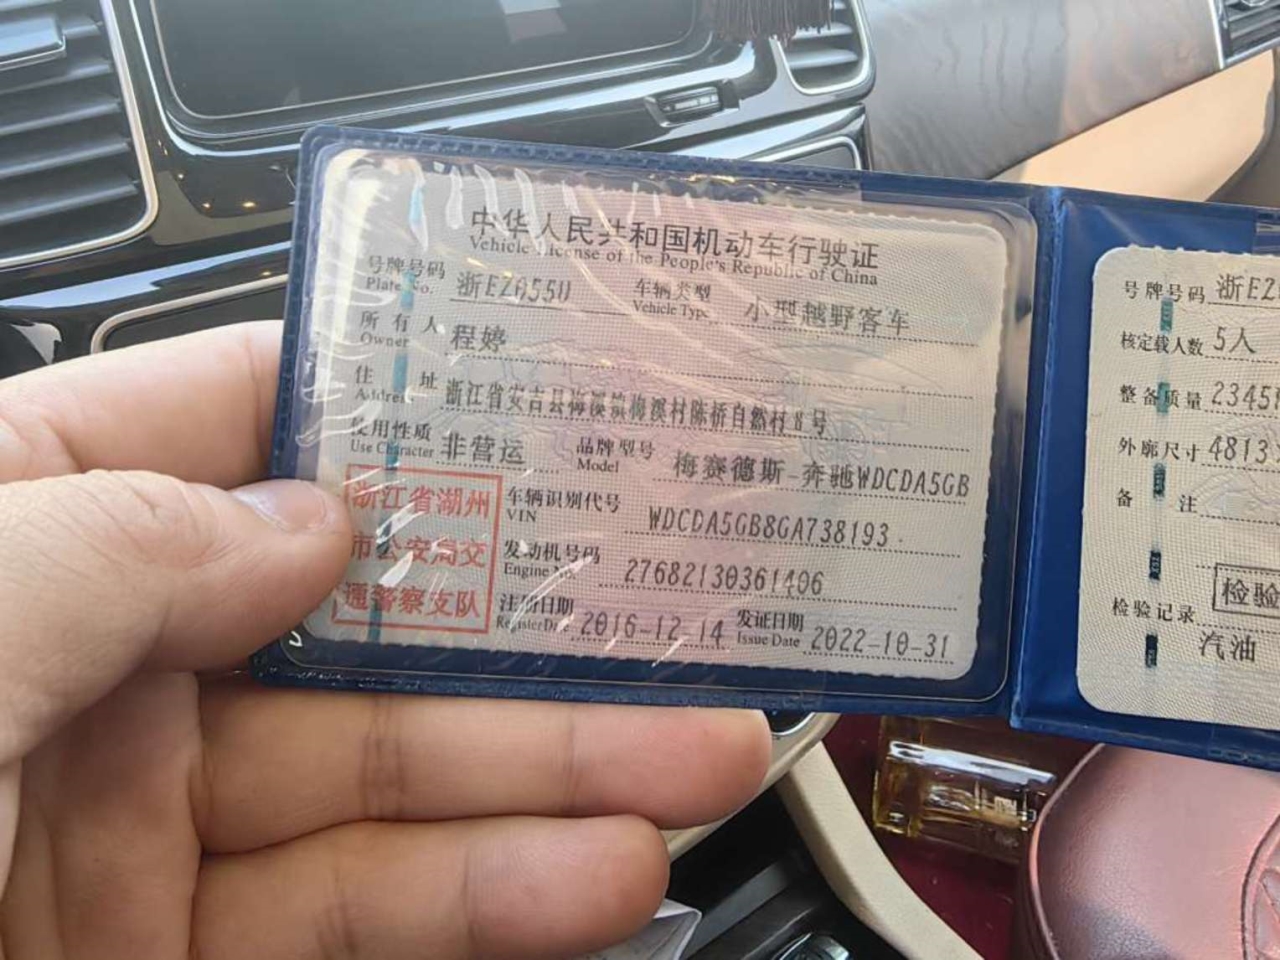 中华人民共和国机动车行驶证
Vehicle License of the People's Republic of China
号牌号码 浙EZA55U 车辆类型 小型越野客车
Plate No. Vehicle Type
所有人 程婷
Owner
住址 浙江省安吉县梅溪镇梅溪村陈桥自然村8号
Address
使用性质 非营运 品牌型号 梅赛德斯-奔驰WDCDA5GB
Use Character Model
浙江省湖州
市公安局交
通警察支队
车辆识别代号 WDCDA5GB8GA738193
VIN
发动机号码 27682130361406
Engine No.
注册日期 2016-12-14 发证日期 2022-10-31
Register Date Issue Date
号牌号码 浙EZ
核定载人数 5人
整备质量 2345
外廓尺寸 4813
备注
检验
检验记录
汽油